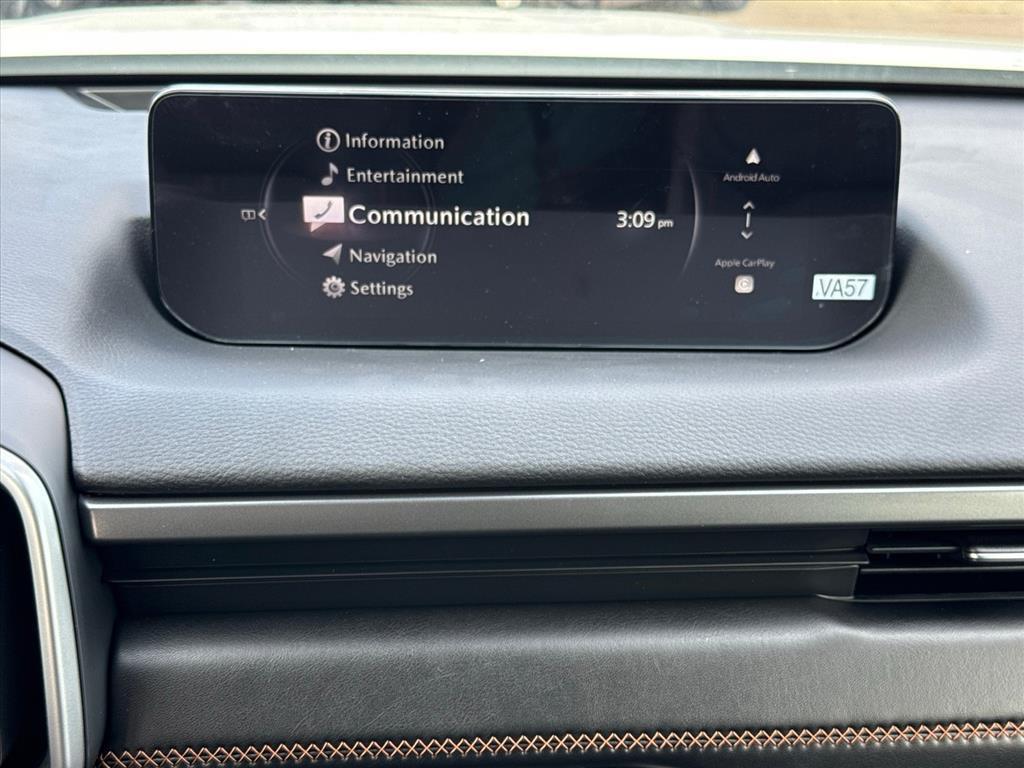 Information
Entertainment
Communication
Navigation
Settings
3:09 pm
Android Auto
Apple CarPlay
VA57